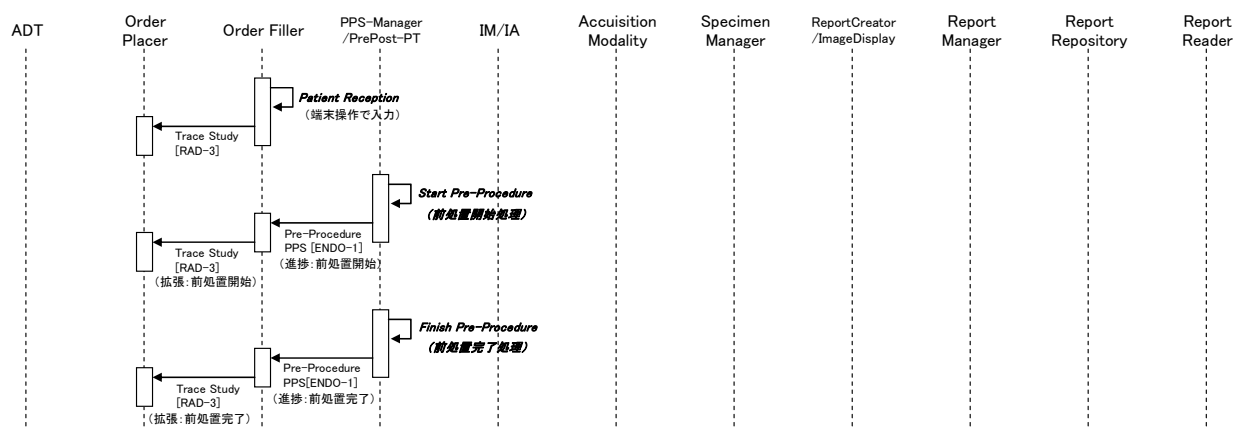 ADT
Order
Placer
Order Filler
PPS-Manager
/PrePost-PT
IM/IA
Accuisition
Modality
Specimen
Manager
ReportCreator
/ImageDisplay
Report
Manager
Report
Repository
Report
Reader
Patient Reception
（端末操作で入力）
Trace Study
[RAD-3]
Start Pre-Procedure
（前処置開始処理）
Pre-Procedure
PPS [ENDO-1]
（進捗：前処置開始）
Trace Study
[RAD-3]
（拡張：前処置開始）
Finish Pre-Procedure
（前処置完了処理）
Pre-Procedure
PPS[ENDO-1]
（進捗：前処置完了）
Trace Study
[RAD-3]
（拡張：前処置完了）